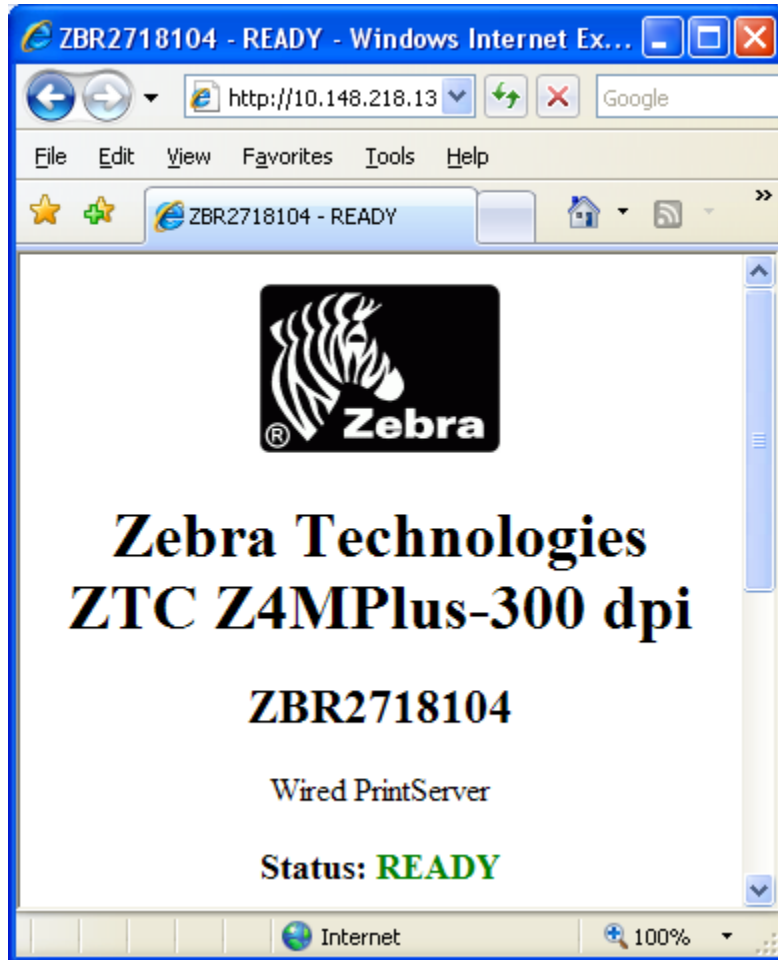 ZBR2718104 - READY - Windows Internet Ex...
http://10.148.218.13
Google
File Edit View Favorites Tools Help
ZBR2718104 - READY
»
® Zebra
Zebra Technologies
ZTC Z4MPlus-300 dpi
ZBR2718104
Wired PrintServer
Status: READY
Internet 100%